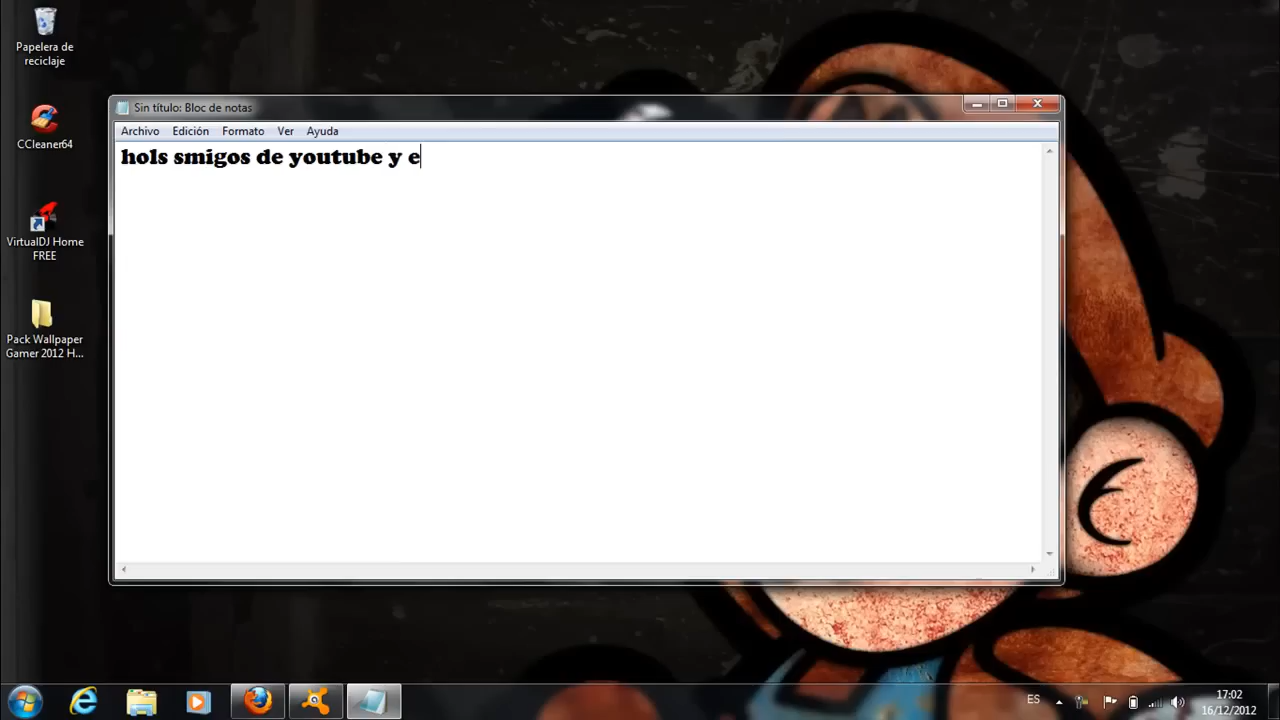 Papelera de
reciclaje
CCleaner64
VirtualDJ Home
FREE
Pack Wallpaper
Gamer 2012 H...
Sin título: Bloc de notas
Archivo Edición Formato Ver Ayuda
hols smigos de youtube y e
ES
17:02
16/12/2012